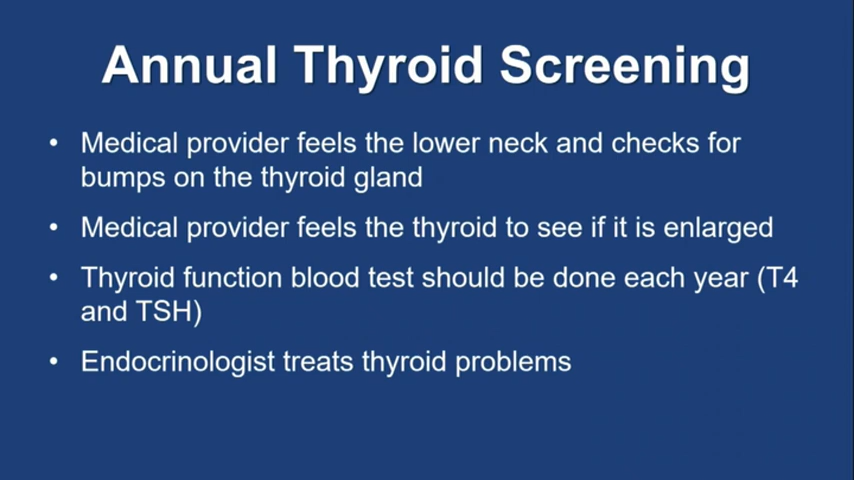 Annual Thyroid Screening
• Medical provider feels the lower neck and checks for
bumps on the thyroid gland
• Medical provider feels the thyroid to see if it is enlarged
• Thyroid function blood test should be done each year (T4
and TSH)
• Endocrinologist treats thyroid problems